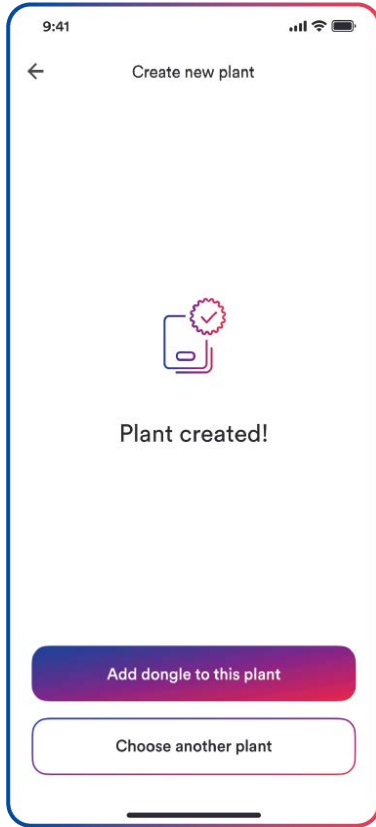 9:41
Create new plant
Plant created!
Add dongle to this plant
Choose another plant